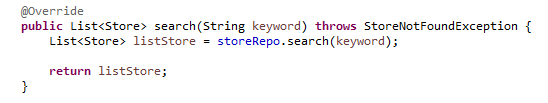 @Override
public List<Store> search(String keyword) throws StoreNotFoundException {
    List<Store> listStore = storeRepo.search(keyword);

    return listStore;
}